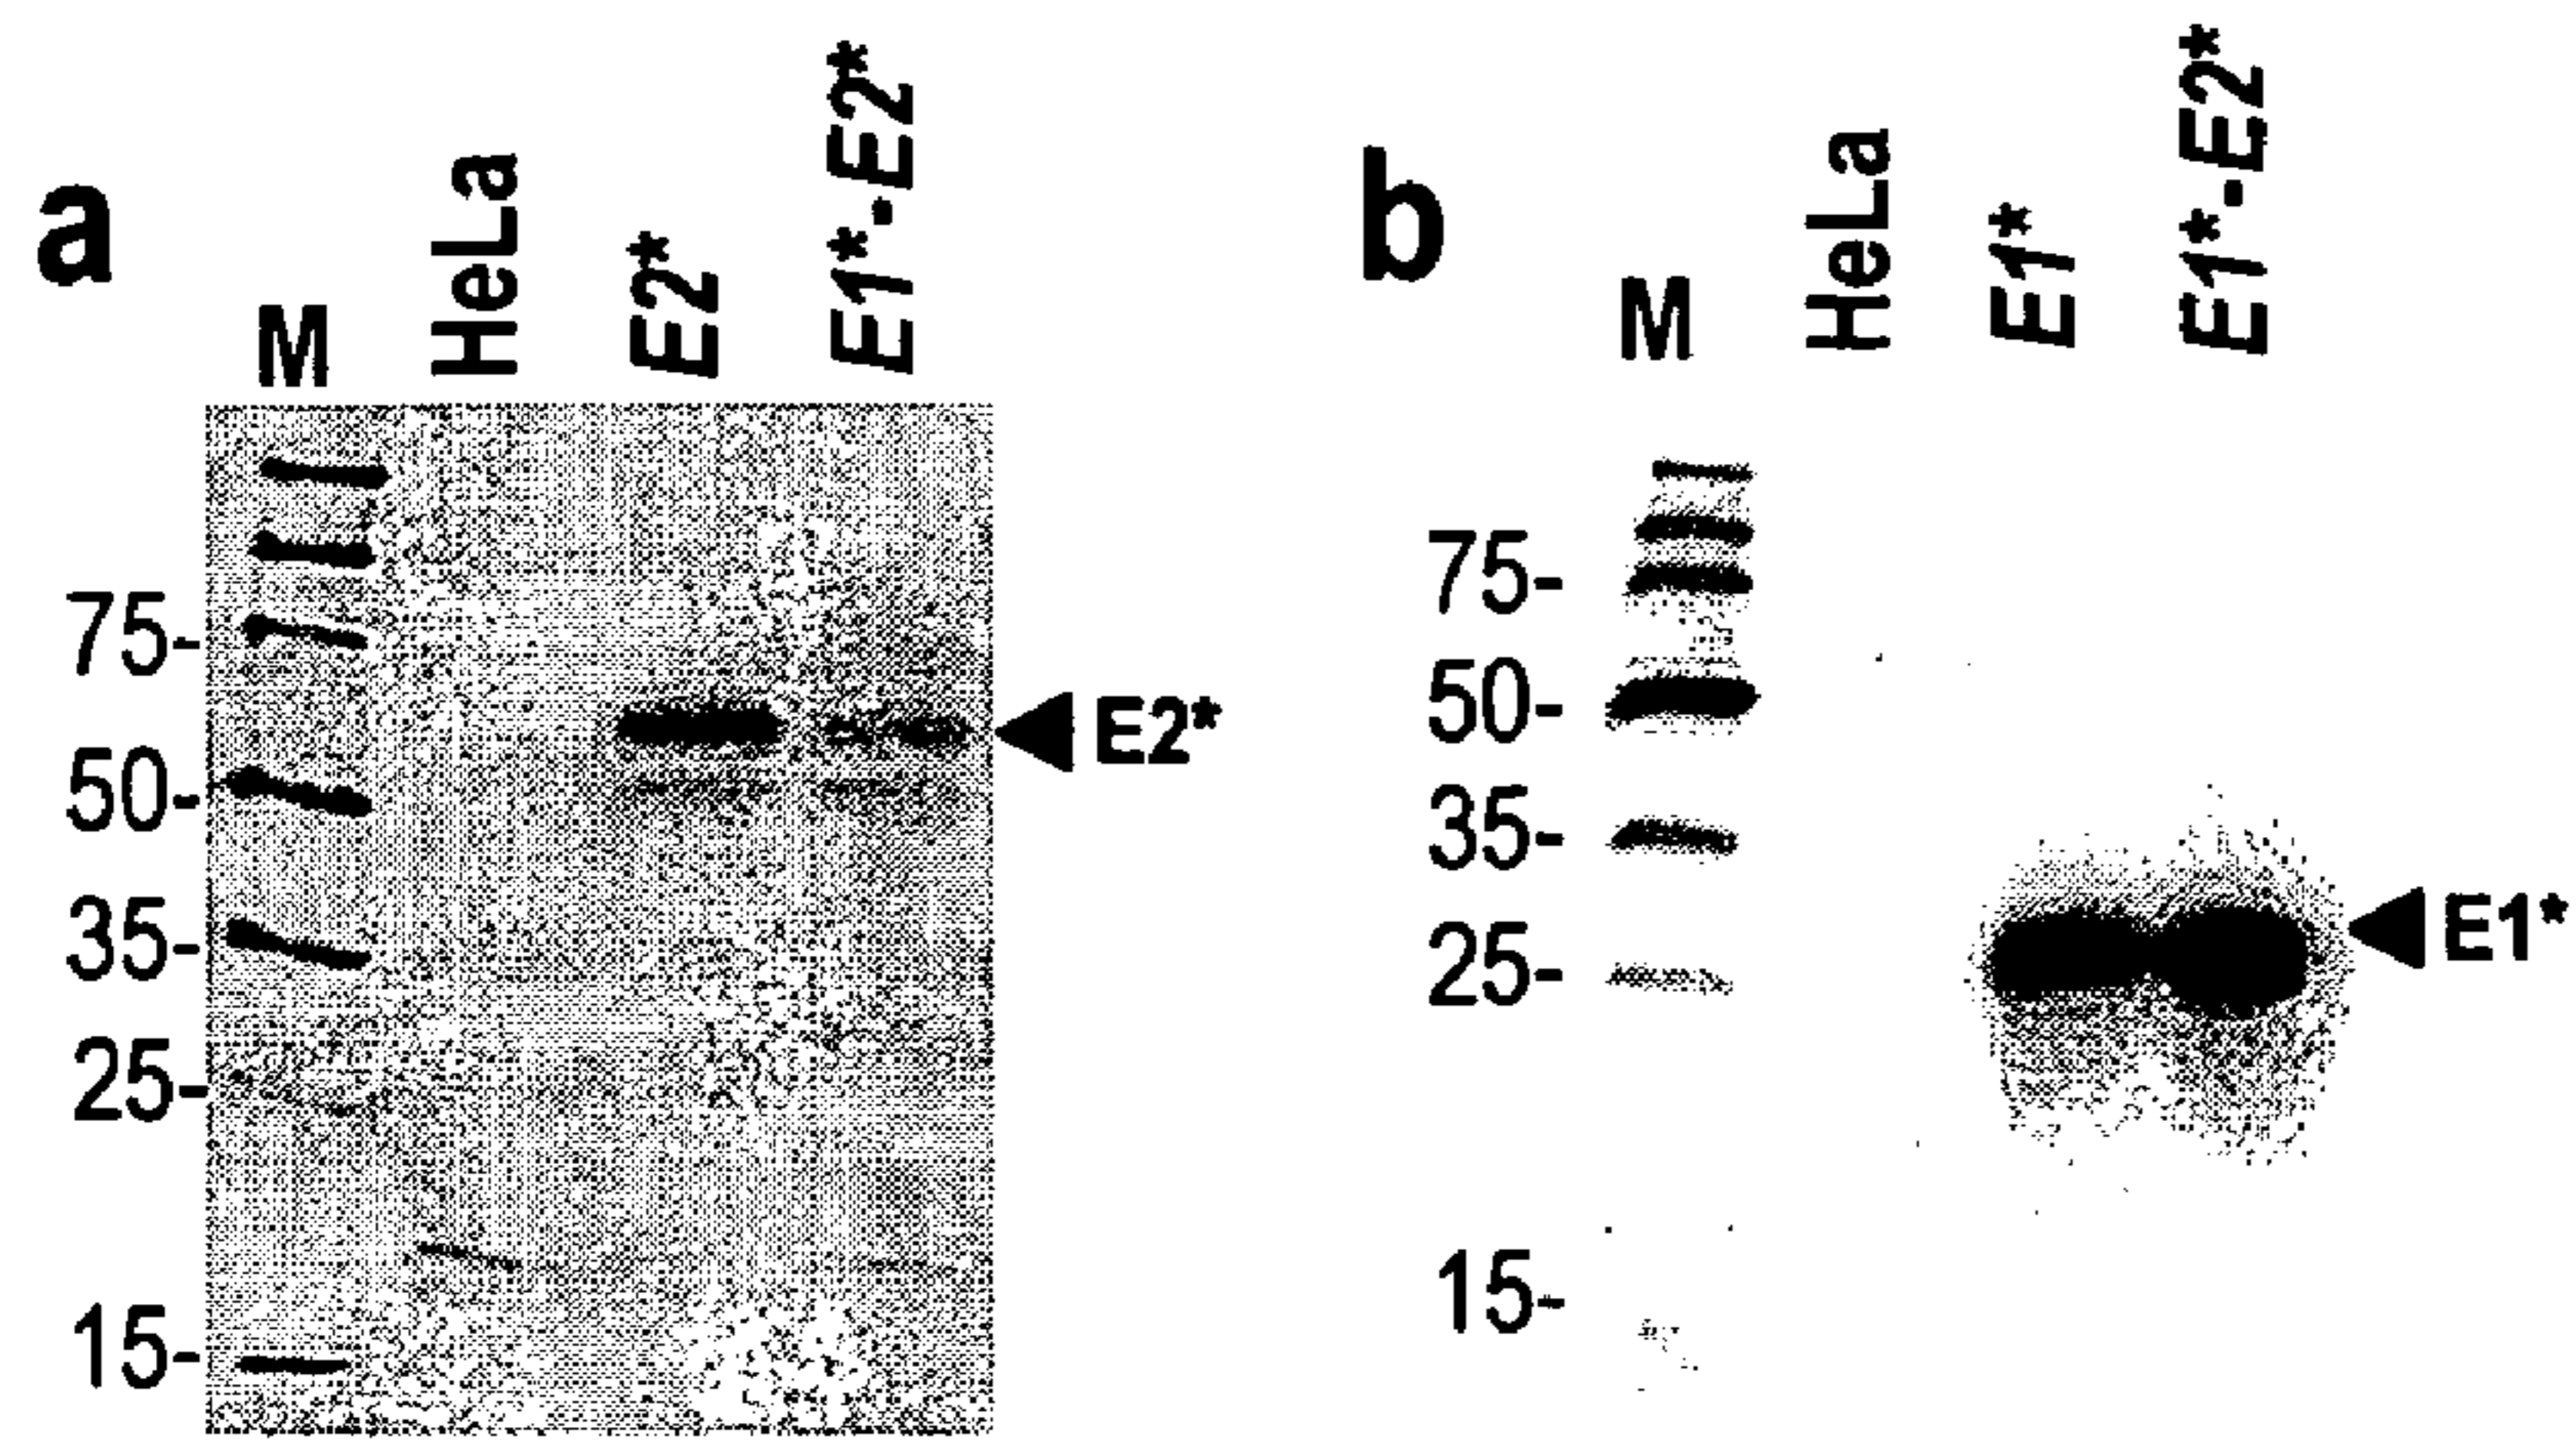 a
M
HeLa
E2*
E1*-E2*
75-
50-
35-
25-
15-
E2*
b
M
HeLa
E1*
E1*-E2*
75-
50-
35-
25-
15-
E1*